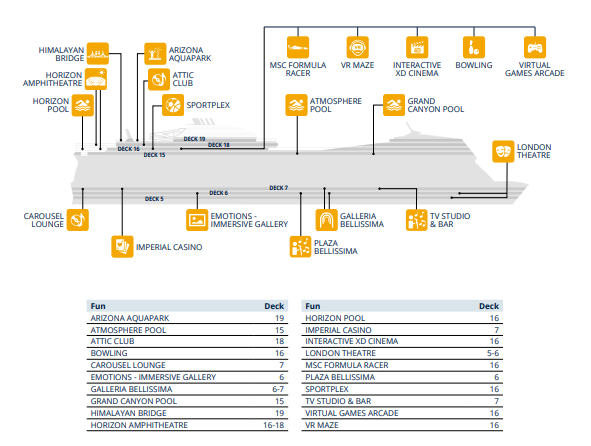 HIMALAYAN
BRIDGE
ARIZONA
AQUAPARK
HORIZON
AMPHITHEATRE
ATTIC
CLUB
HORIZON
POOL
SPORTPLEX
MSC FORMULA
RACER
VR MAZE
INTERACTIVE
XD CINEMA
BOWLING
VIRTUAL
GAMES ARCADE
ATMOSPHERE
POOL
GRAND
CANYON POOL
LONDON
THEATRE
DECK 19
DECK 18
DECK 16
DECK 15
DECK 7
DECK 6
DECK 5
CAROUSEL
LOUNGE
IMPERIAL CASINO
EMOTIONS -
IMMERSIVE GALLERY
GALLERIA
BELLISSIMA
PLAZA
BELLISSIMA
TV STUDIO
& BAR
Fun Deck
ARIZONA AQUAPARK 19
ATMOSPHERE POOL 15
ATTIC CLUB 18
BOWLING 16
CAROUSEL LOUNGE 7
EMOTIONS - IMMERSIVE GALLERY 6
GALLERIA BELLISSIMA 6-7
GRAND CANYON POOL 15
HIMALAYAN BRIDGE 19
HORIZON AMPHITHEATRE 16-18
Fun Deck
HORIZON POOL 16
IMPERIAL CASINO 7
INTERACTIVE XD CINEMA 16
LONDON THEATRE 5-6
MSC FORMULA RACER 16
PLAZA BELLISSIMA 6
SPORTPLEX 16
TV STUDIO & BAR 7
VIRTUAL GAMES ARCADE 16
VR MAZE 16